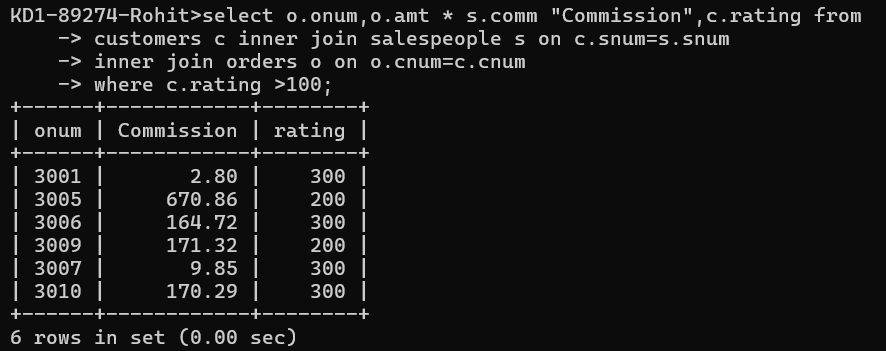 KD1-89274-Rohit>select o.onum,o.amt * s.comm "Commission",c.rating from
    -> customers c inner join salespeople s on c.snum=s.snum
    -> inner join orders o on o.cnum=c.cnum
    -> where c.rating >100;
+------+------------+--------+
| onum | Commission | rating |
+------+------------+--------+
| 3001 |       2.80 |    300 |
| 3005 |     670.86 |    200 |
| 3006 |     164.72 |    300 |
| 3009 |     171.32 |    200 |
| 3007 |       9.85 |    300 |
| 3010 |     170.29 |    300 |
+------+------------+--------+
6 rows in set (0.00 sec)